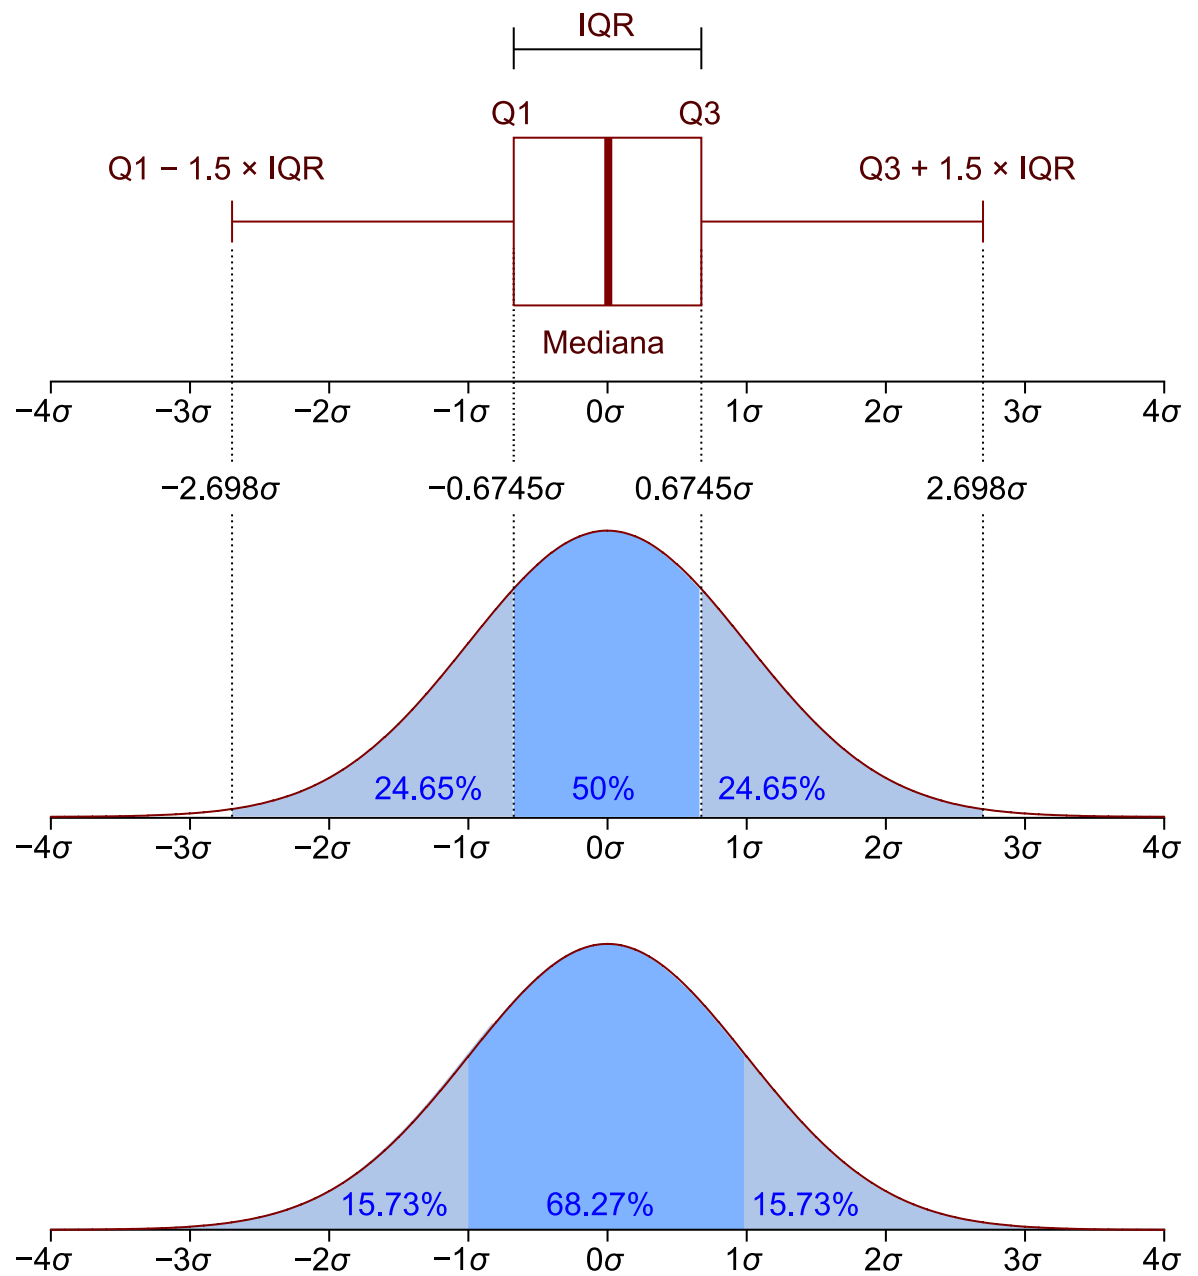 IQR
Q1 Q3
Q1 − 1.5 × IQR Q3 + 1.5 × IQR
Mediana
−4σ −3σ −2σ −1σ 0σ 1σ 2σ 3σ 4σ
−2.698σ −0.6745σ 0.6745σ 2.698σ
24.65% 50% 24.65%
−4σ −3σ −2σ −1σ 0σ 1σ 2σ 3σ 4σ
15.73% 68.27% 15.73%
−4σ −3σ −2σ −1σ 0σ 1σ 2σ 3σ 4σ